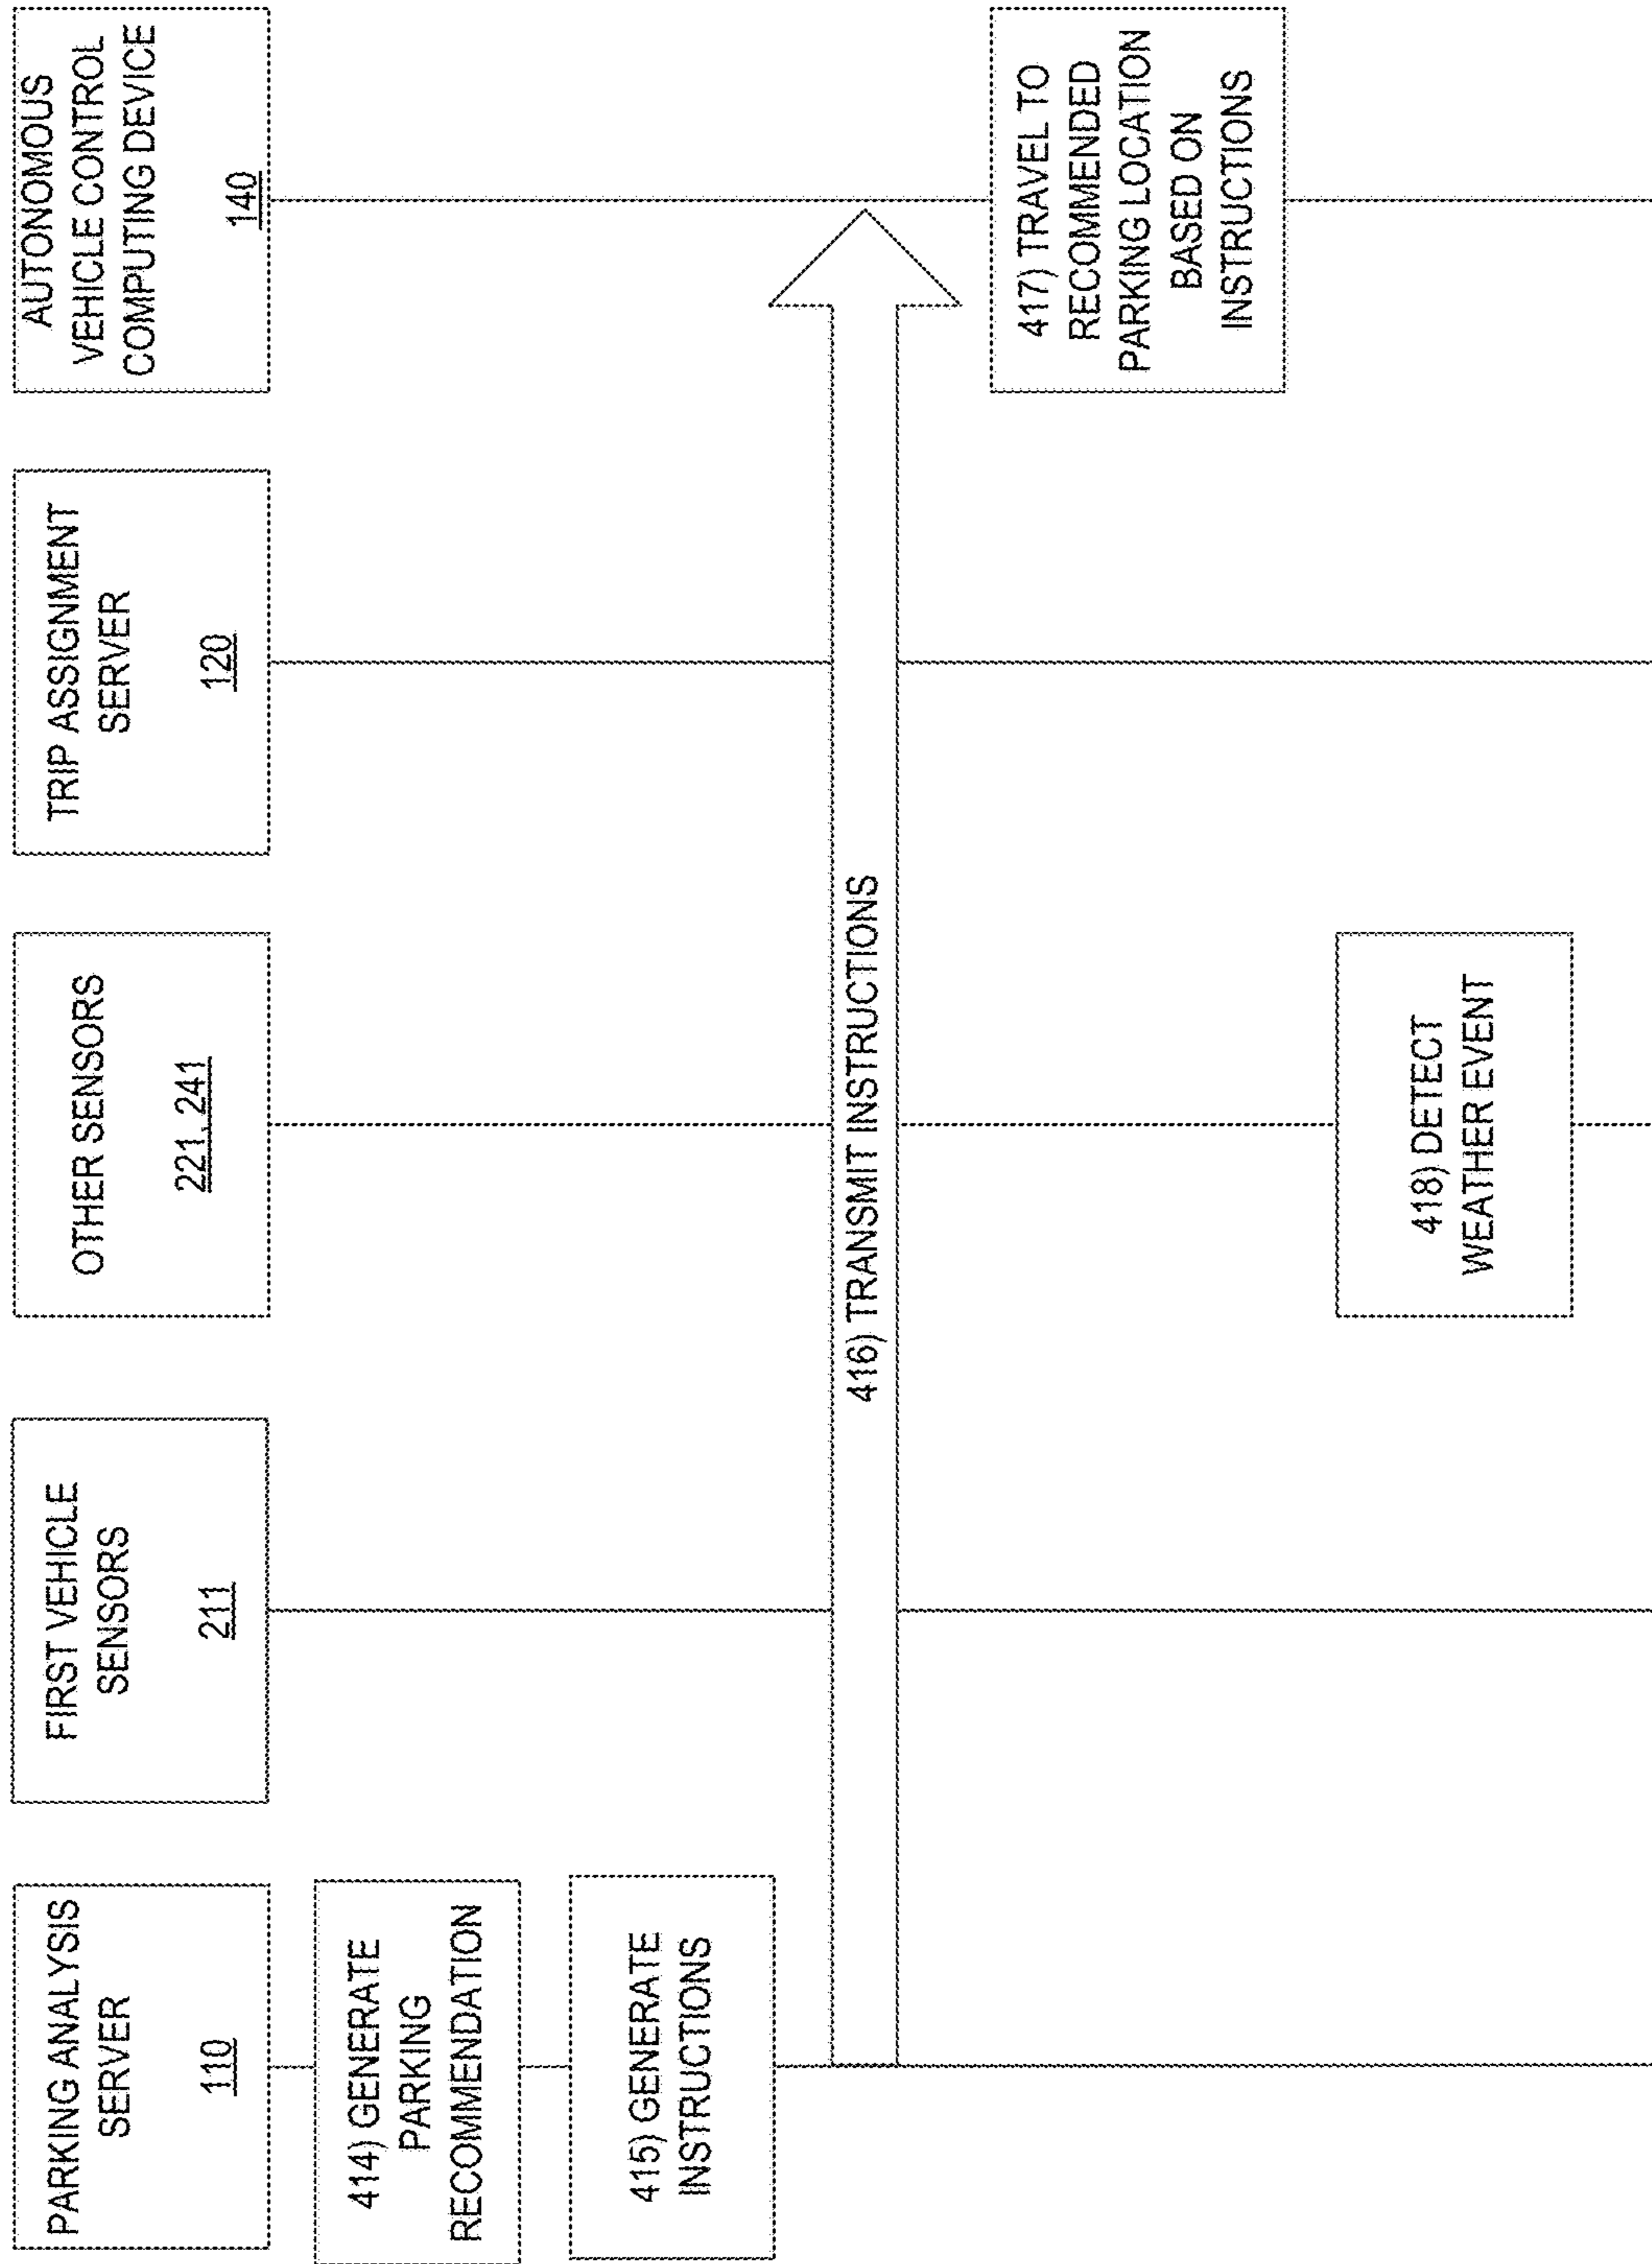 PARKING ANALYSIS
SERVER
110
FIRST VEHICLE
SENSORS
211
OTHER SENSORS
221, 241
TRIP ASSIGNMENT
SERVER
120
AUTONOMOUS
VEHICLE CONTROL
COMPUTING DEVICE
140
414) GENERATE
PARKING
RECOMMENDATION
415) GENERATE
INSTRUCTIONS
416) TRANSMIT INSTRUCTIONS
417) TRAVEL TO
RECOMMENDED
PARKING LOCATION
BASED ON
INSTRUCTIONS
418) DETECT
WEATHER EVENT